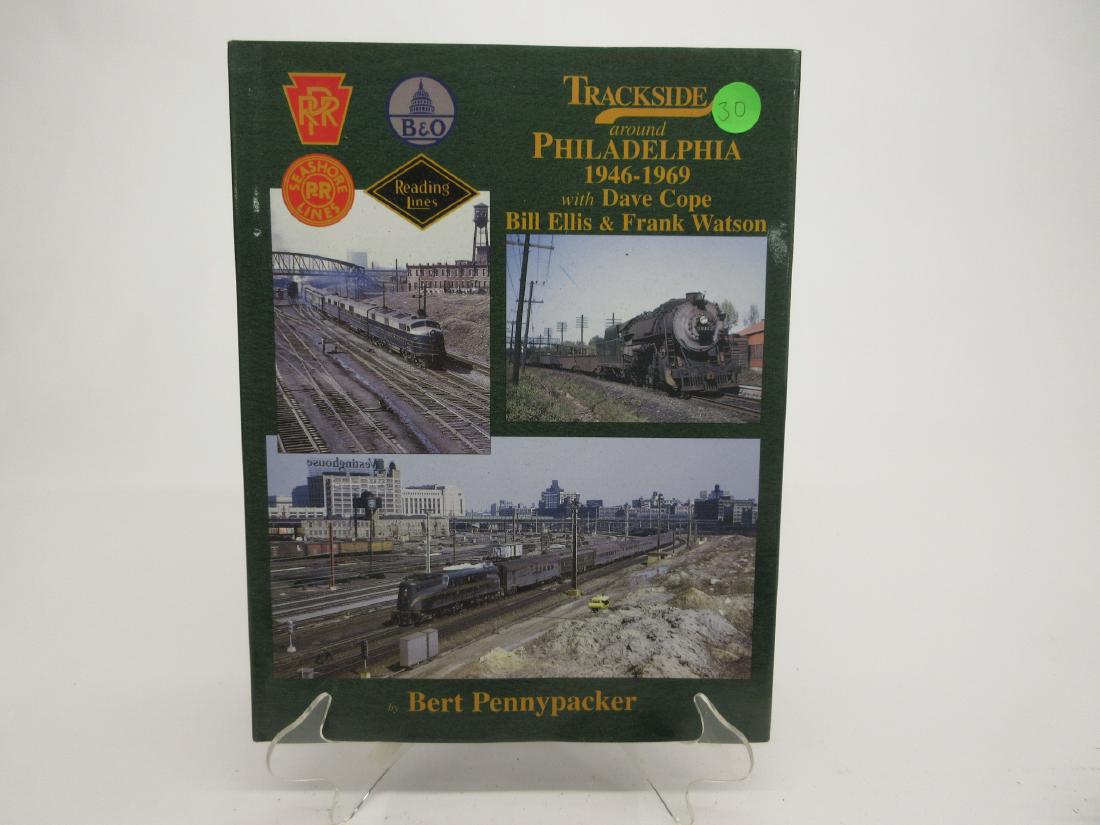 PRR
B&O
SEASHORE
PRR
LINES
Reading
Lines
TRACKSIDE
30
around
PHILADELPHIA
1946-1969
with Dave Cope
Bill Ellis & Frank Watson
Westinghouse
by Bert Pennypacker